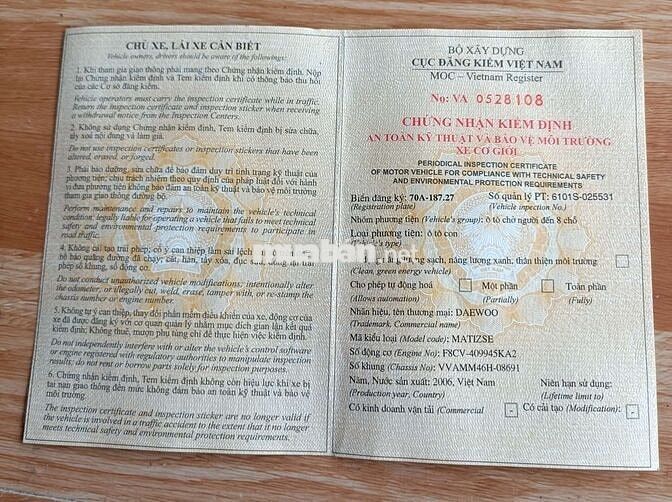 CHỦ XE, LÁI XE CẦN BIẾT
Vehicle owners, drivers should be aware of the followings:
1. Khi tham gia giao thông phải mang theo Chứng nhận kiểm định. Nộp
lại Chứng nhận kiểm định và Tem kiểm định khi có thông báo thu hồi
của các Cơ sở đăng kiểm.
Vehicle operators must carry the inspection certificate while in traffic.
Return the inspection certificate and inspection sticker when receiving
a withdrawal notice from the Inspection Centers.
2. Không sử dụng Chứng nhận kiểm định, Tem kiểm định bị sửa chữa,
tẩy xoá nội dung và làm giả.
Do not use inspection certificates or inspection stickers that have been
altered, erased, or forged.
3. Phải bảo dưỡng, sửa chữa để bảo đảm duy trì tình trạng kỹ thuật của
phương tiện; chịu trách nhiệm theo quy định của pháp luật đối với hành
vi đưa phương tiện không bảo đảm an toàn kỹ thuật và bảo vệ môi trường
tham gia giao thông đường bộ.
Perform maintenance and repairs to maintain the vehicle's technical
condition; legally liable for operating a vehicle that fails to meet technical
safety and environmental protection requirements to participate in
road traffic.
4. Không cải tạo trái phép; cố ý can thiệp làm sai lệch
bộ quãng đường đã chạy; cắt, hàn, tẩy xoá, đục sửa, đóng lại trái
phép số khung, số động cơ.
Do not conduct unauthorized vehicle modifications; intentionally alter
the odometer, or illegally cut, weld, erase, tamper with, or re-stamp the
chassis number or engine number.
5. Không tự ý can thiệp, thay đổi phần mềm điều khiển của xe, động cơ của
xe đã được đăng ký với cơ quan quản lý nhằm mục đích gian lận kết quả
kiểm định; Không thuê, mượn phụ tùng chỉ để thực hiện việc kiểm định.
Do not independently interfere with or alter the vehicle's control software
or engine registered with regulatory authorities to manipulate inspection
results; do not rent or borrow parts solely for inspection purposes.
6. Chứng nhận kiểm định, Tem kiểm định không còn hiệu lực khi xe bị
tai nạn giao thông đến mức không đảm bảo an toàn kỹ thuật và bảo vệ
môi trường.
The inspection certificate and inspection sticker are no longer valid if
the vehicle is involved in a traffic accident to the extent that it no longer
meets technical safety and environmental protection requirements.
BỘ XÂY DỰNG
CỤC ĐĂNG KIỂM VIỆT NAM
MOC – Vietnam Register
No: VA 0528108
CHỨNG NHẬN KIỂM ĐỊNH
AN TOÀN KỸ THUẬT VÀ BẢO VỆ MÔI TRƯỜNG
XE CƠ GIỚI
PERIODICAL INSPECTION CERTIFICATE
OF MOTOR VEHICLE FOR COMPLIANCE WITH TECHNICAL SAFETY
AND ENVIRONMENTAL PROTECTION REQUIREMENTS
Biển đăng ký: 70A-187.27 Số quản lý PT: 6101S-025531
(Registration plate) (Vehicle inspection No.)
Nhóm phương tiện (Vehicle's group): ô tô chở người đến 8 chỗ
Loại phương tiện: ô tô con
(Vehicle's type)
năng lượng sạch, năng lượng xanh, thân thiện môi trường
(Clean, green energy vehicle)
Cho phép tự động hoá Một phần Toàn phần
(Allows automation) (Partially) (Fully)
Nhãn hiệu, tên thương mại: DAEWOO
(Trademark, Commercial name)
Mã kiểu loại (Model code): MATIZSE
Số động cơ (Engine No): F8CV-409945KA2
Số khung (Chassis No): VVAMM46H-08691
Năm, Nước sản xuất: 2006, Việt Nam Niên hạn sử dụng:
(Production year, Country) (Lifetime limit to)
Có kinh doanh vận tải (Commercial - Có cải tạo (Modification): -
muaban.net